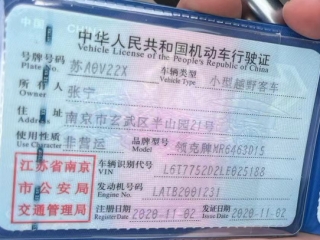 中华人民共和国机动车行驶证
Vehicle License of the People's Republic of China
号牌号码 苏A0V22X 车辆类型 小型越野客车
Plate No. Vehicle Type
所有人 张宁
Owner
住址 南京市玄武区半山园21号
Address
使用性质 非营运 品牌型号 领克牌MR6463D15
Use Character Model
江苏省南京
市公安局
交通管理局
车辆识别代号 L6T7752D2LE025188
VIN
发动机号码 LATB2001231
Engine No.
注册日期 2020-11-02 发证日期 2020-11-02
Register Date Issue Date